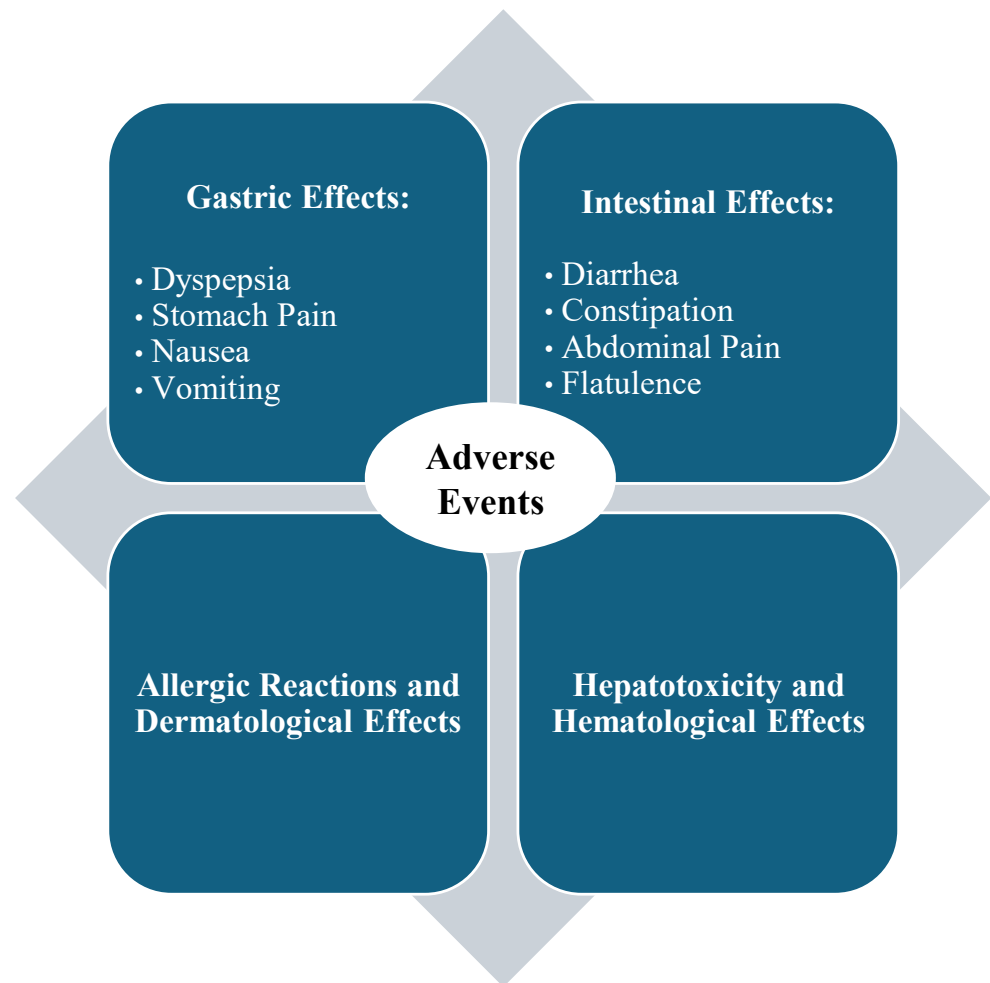 Gastric Effects:
• Dyspepsia
• Stomach Pain
• Nausea
• Vomiting
Intestinal Effects:
• Diarrhea
• Constipation
• Abdominal Pain
• Flatulence
Adverse
Events
Allergic Reactions and
Dermatological Effects
Hepatotoxicity and
Hematological Effects